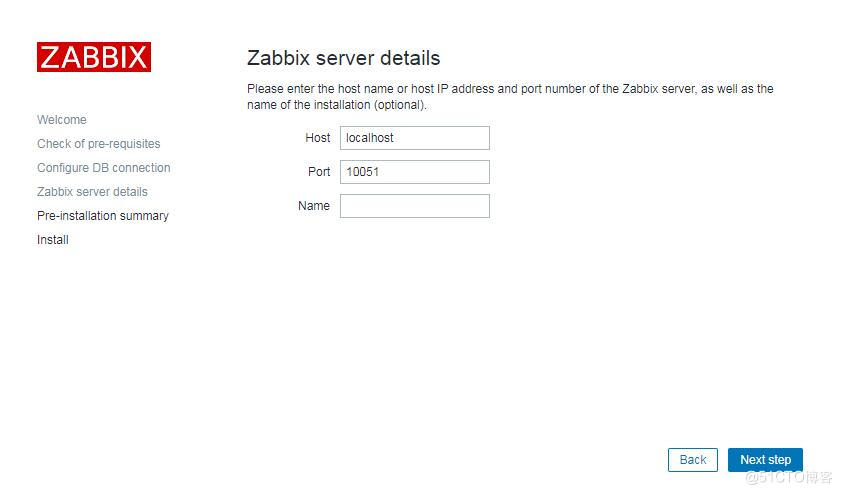 ZABBIX
Welcome
Check of pre-requisites
Configure DB connection
Zabbix server details
Pre-installation summary
Install
Zabbix server details
Please enter the host name or host IP address and port number of the Zabbix server, as well as the
name of the installation (optional).
Host localhost
Port 10051
Name
Back Next step
@51CTO博客